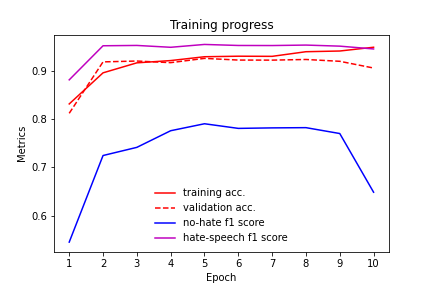 Training progress
Metrics
0.9
0.8
0.7
0.6
training acc.
validation acc.
no-hate f1 score
hate-speech f1 score
1 2 3 4 5 6 7 8 9 10
Epoch